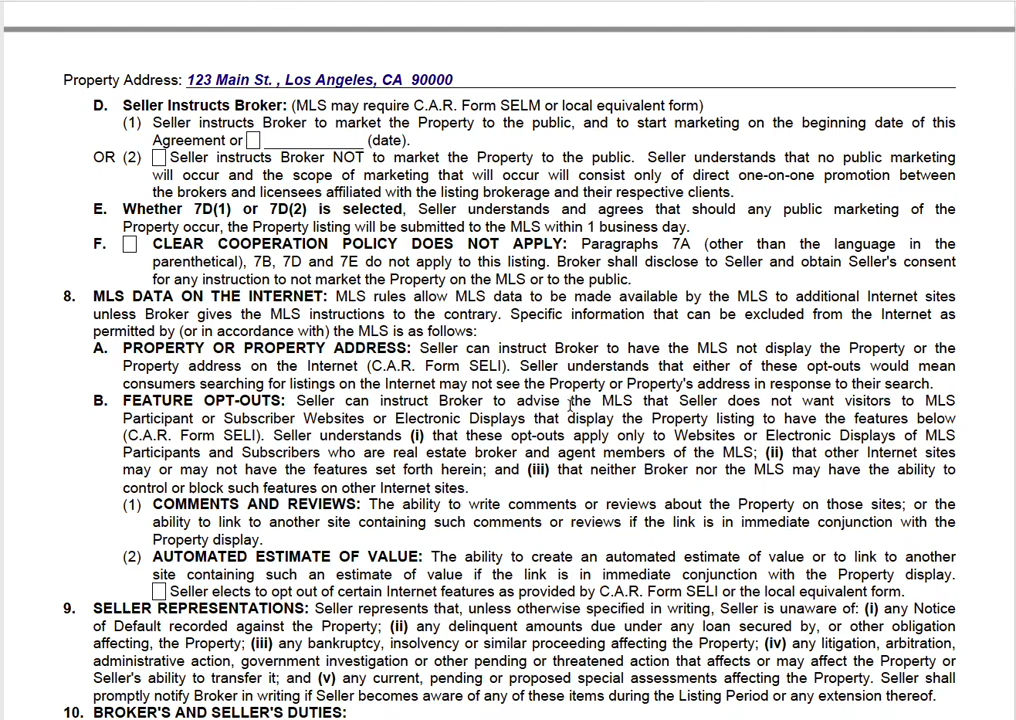 Property Address: 123 Main St. , Los Angeles, CA 90000
D. Seller Instructs Broker: (MLS may require C.A.R. Form SELM or local equivalent form)
(1) Seller instructs Broker to market the Property to the public, and to start marketing on the beginning date of this
Agreement or ____________ (date).
OR (2) Seller instructs Broker NOT to market the Property to the public. Seller understands that no public marketing
will occur and the scope of marketing that will occur will consist only of direct one-on-one promotion between
the brokers and licensees affiliated with the listing brokerage and their respective clients.
E. Whether 7D(1) or 7D(2) is selected, Seller understands and agrees that should any public marketing of the
Property occur, the Property listing will be submitted to the MLS within 1 business day.
F. CLEAR COOPERATION POLICY DOES NOT APPLY: Paragraphs 7A (other than the language in the
parenthetical), 7B, 7D and 7E do not apply to this listing. Broker shall disclose to Seller and obtain Seller's consent
for any instruction to not market the Property on the MLS or to the public.
8. MLS DATA ON THE INTERNET: MLS rules allow MLS data to be made available by the MLS to additional Internet sites
unless Broker gives the MLS instructions to the contrary. Specific information that can be excluded from the Internet as
permitted by (or in accordance with) the MLS is as follows:
A. PROPERTY OR PROPERTY ADDRESS: Seller can instruct Broker to have the MLS not display the Property or the
Property address on the Internet (C.A.R. Form SELI). Seller understands that either of these opt-outs would mean
consumers searching for listings on the Internet may not see the Property or Property's address in response to their search.
B. FEATURE OPT-OUTS: Seller can instruct Broker to advise the MLS that Seller does not want visitors to MLS
Participant or Subscriber Websites or Electronic Displays that display the Property listing to have the features below
(C.A.R. Form SELI). Seller understands (i) that these opt-outs apply only to Websites or Electronic Displays of MLS
Participants and Subscribers who are real estate broker and agent members of the MLS; (ii) that other Internet sites
may or may not have the features set forth herein; and (iii) that neither Broker nor the MLS may have the ability to
control or block such features on other Internet sites.
(1) COMMENTS AND REVIEWS: The ability to write comments or reviews about the Property on those sites; or the
ability to link to another site containing such comments or reviews if the link is in immediate conjunction with the
Property display.
(2) AUTOMATED ESTIMATE OF VALUE: The ability to create an automated estimate of value or to link to another
site containing such an estimate of value if the link is in immediate conjunction with the Property display.
Seller elects to opt out of certain Internet features as provided by C.A.R. Form SELI or the local equivalent form.
9. SELLER REPRESENTATIONS: Seller represents that, unless otherwise specified in writing, Seller is unaware of: (i) any Notice
of Default recorded against the Property; (ii) any delinquent amounts due under any loan secured by, or other obligation
affecting, the Property; (iii) any bankruptcy, insolvency or similar proceeding affecting the Property; (iv) any litigation, arbitration,
administrative action, government investigation or other pending or threatened action that affects or may affect the Property or
Seller's ability to transfer it; and (v) any current, pending or proposed special assessments affecting the Property. Seller shall
promptly notify Broker in writing if Seller becomes aware of any of these items during the Listing Period or any extension thereof.
10. BROKER'S AND SELLER'S DUTIES: